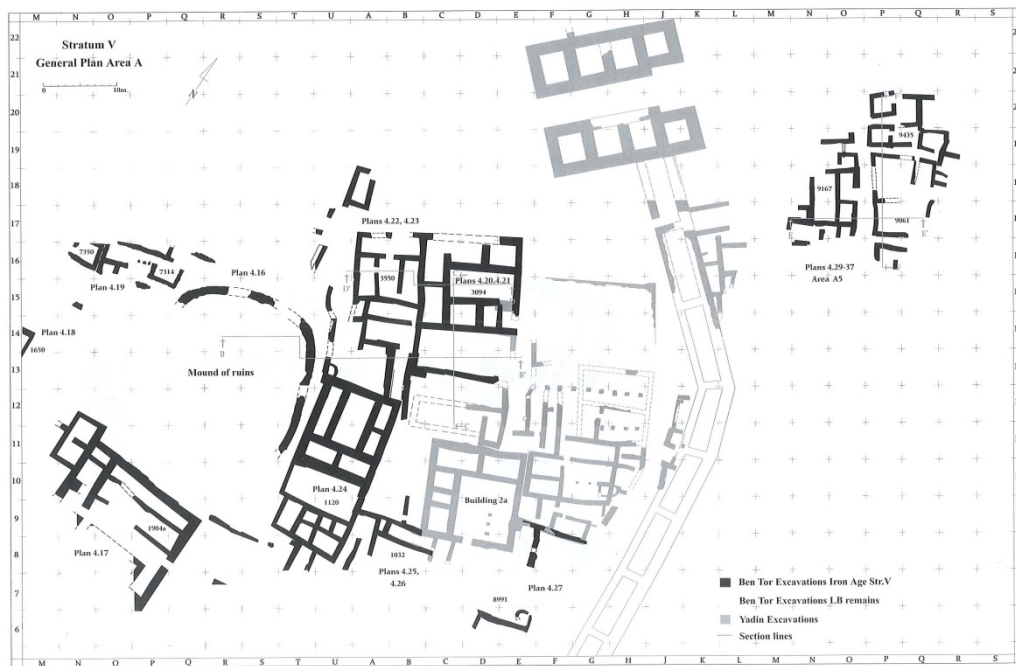 M N O P Q R S T U A B C D E F G H J K L M N O P Q R S
22
21
20
19
18
17
16
15
14
13
12
11
10
9
8
7
6
Stratum V
General Plan Area A
0 10m.
N
Plans 4.22, 4.23
7350
7314
Plan 4.16
Plan 4.19
3550
Plans 4.20,4.21
3094
D'
Plan 4.18
1650
B
B'
Mound of ruins
C
Plan 4.24
1120
Building 2a
1904a
Plan 4.17
1032
Plans 4.25,
4.26
Plan 4.27
8991
9435
9167
9061
E
E'
F
Plans 4.29-37
Area A5
Ben Tor Excavations Iron Age Str.V
Ben Tor Excavations LB remains
Yadin Excavations
Section lines
M N O P Q R S T U A B C D E F G H J K L M N O P Q R S